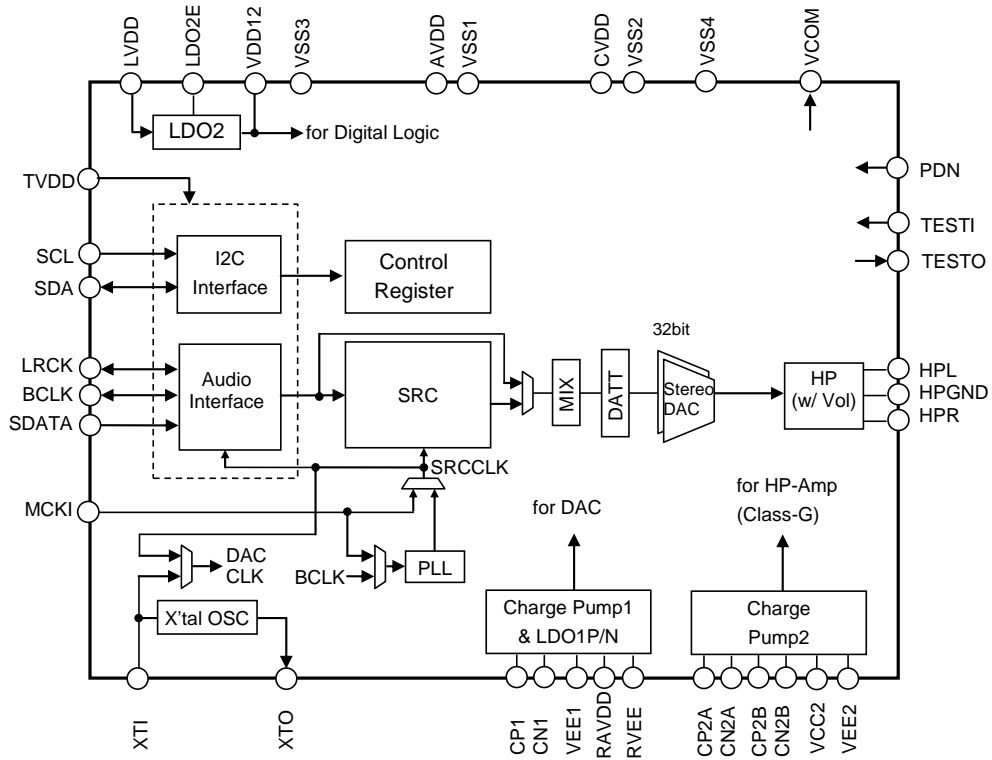 LVDD
LDO2E
VDD12
VSS3
AVDD
VSS1
CVDD
VSS2
VSS4
VCOM
LDO2
for Digital Logic
TVDD
PDN
TESTI
TESTO
SCL
SDA
I2C
Interface
Control
Register
32bit
LRCK
BCLK
SDATA
Audio
Interface
SRC
MIX
DATT
Stereo
DAC
HP
(w/ Vol)
HPL
HPGND
HPR
SRCCLK
MCKI
for DAC
for HP-Amp
(Class-G)
DAC
CLK
BCLK
PLL
X'tal OSC
Charge Pump1
& LDO1P/N
Charge
Pump2
XTI
XTO
CP1
CN1
VEE1
RAVDD
RVEE
CP2A
CN2A
CP2B
CN2B
VCC2
VEE2